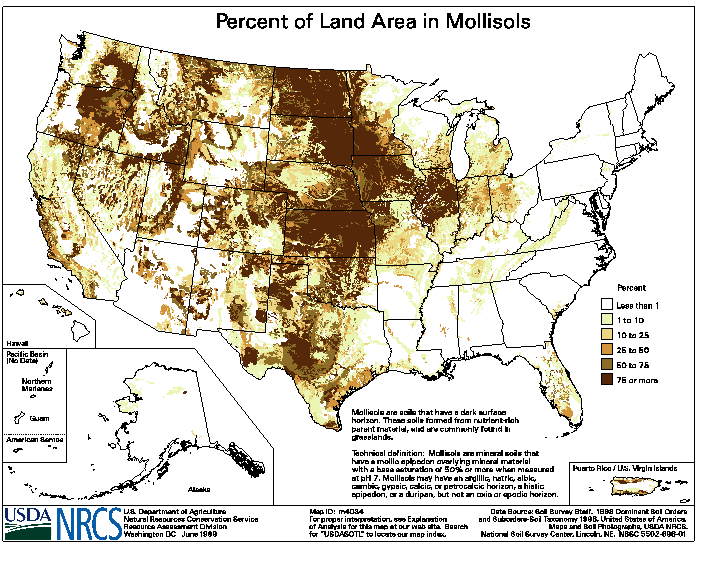 Percent of Land Area in Mollisols
Percent
Less than 1
1 to 10
10 to 25
25 to 50
50 to 75
75 or more
Hawaii
Pacific Basin
(No Data)
Northern
Marianas
Guam
American Samoa
Alaska
Mollisols are soils that have a dark surface
horizon. These soils formed from nutrient-rich
parent material, and are commonly found in
grasslands.
Technical definition: Mollisols are mineral soils that
have a mollic epipedon overlying mineral material
with a base saturation of 50% or more when measured
at pH 7. Mollisols may have an argillic, natric, albic,
cambic, gypsic, calcic, or petrocalcic horizon, a histic
epipedon, or a duripan, but not an oxic or spodic horizon.
Puerto Rico / U.S. Virgin Islands
USDA
NRCS
U.S. Department of Agriculture
Natural Resources Conservation Service
Resource Assessment Division
Washington DC June 1999
Map ID: m4034
For proper interpretation, see Explanation
of Analysis for this map at our web site. Search
for "USDASOTL" to locate our map index.
Data Source: Soil Survey Staff. 1998 Dominant Soil Orders
and Suborders-Soil Taxonomy 1998, United States of America.
Maps and Soil Photographs, USDA NRCS.
National Soil Survey Center, Lincoln, NE. NSSC 5502-696-01